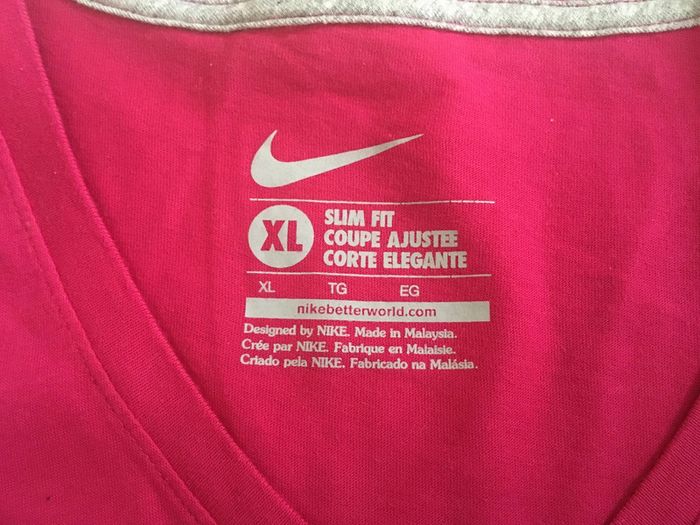 XL
SLIM FIT
COUPE AJUSTEE
CORTE ELEGANTE
XL TG EG
nikebetterworld.com
Designed by NIKE. Made in Malaysia.
Crée par NIKE. Fabrique en Malaisie.
Criado pela NIKE. Fabricado na Malásia.